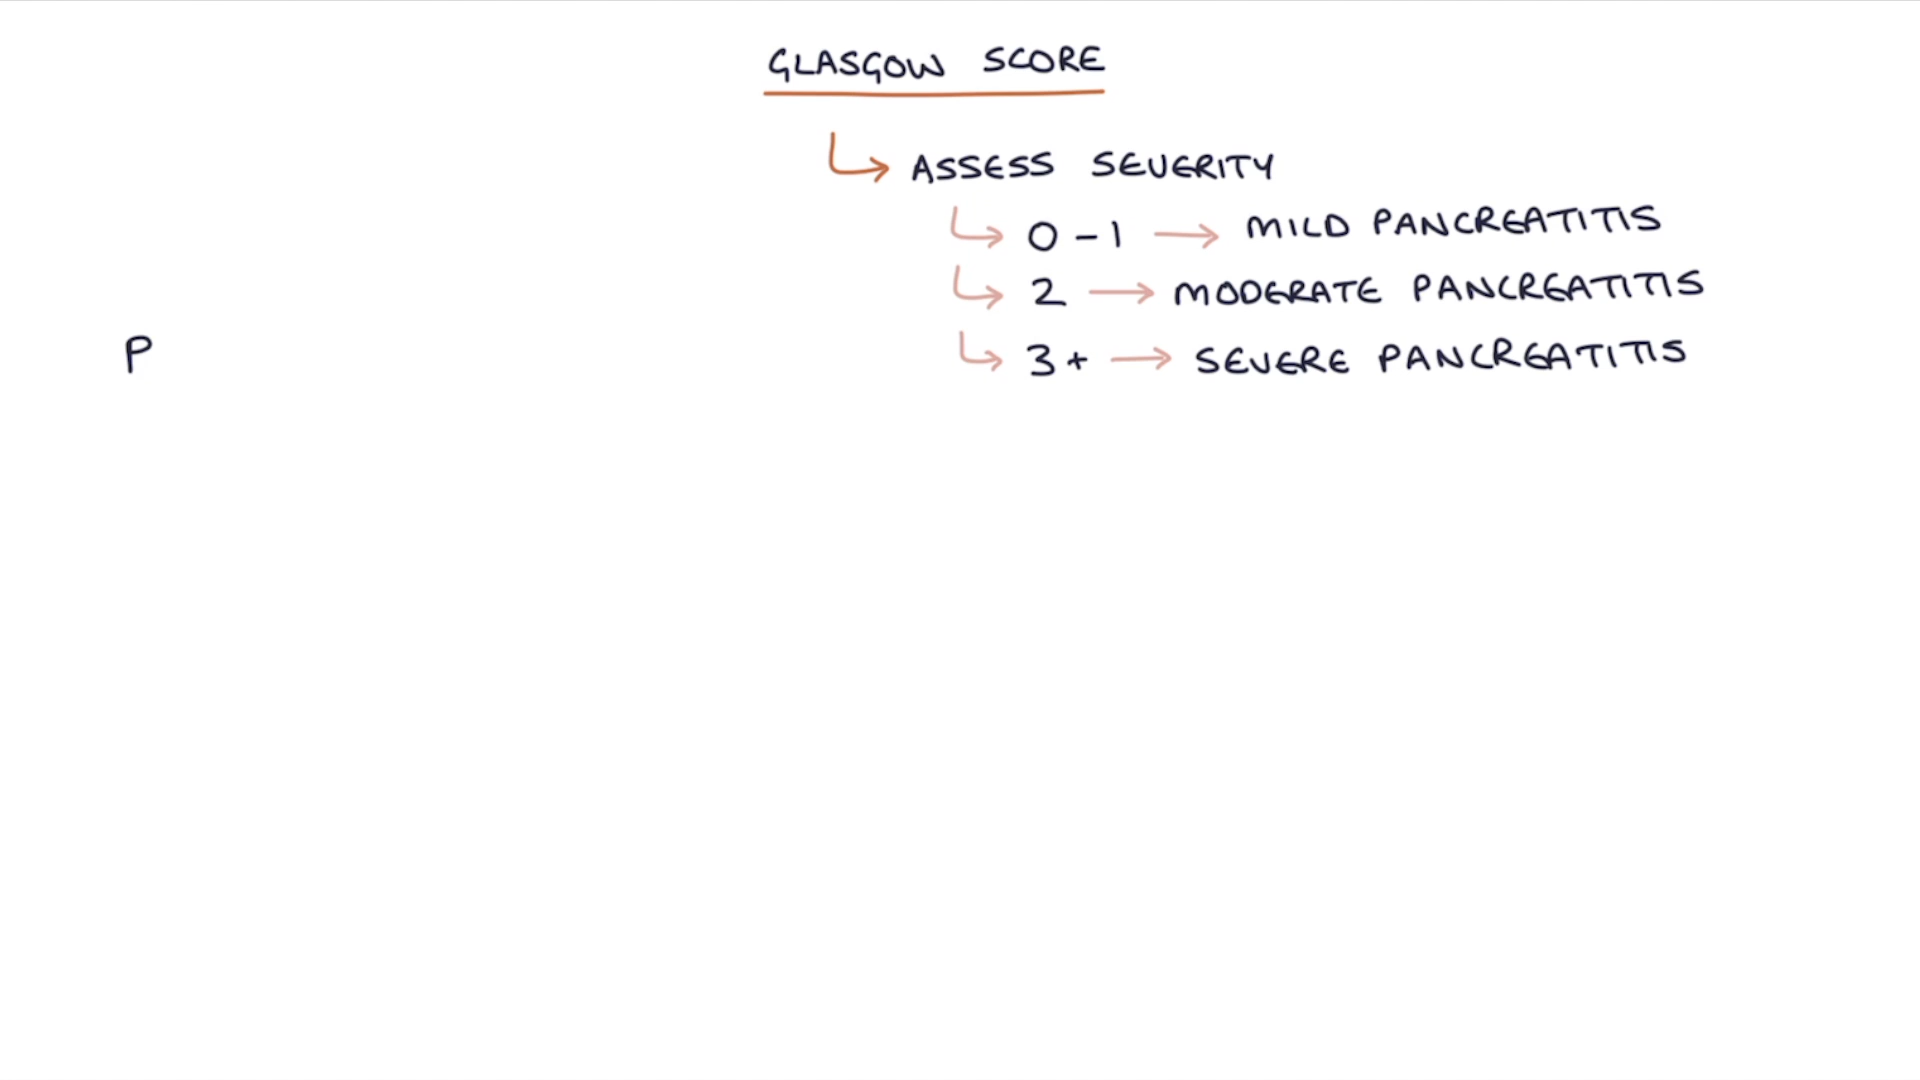 GLASGOW SCORE
ASSESS SEVERITY
0-1 → MILD PANCREATITIS
2 → MODERATE PANCREATITIS
3+ → SEVERE PANCREATITIS
P